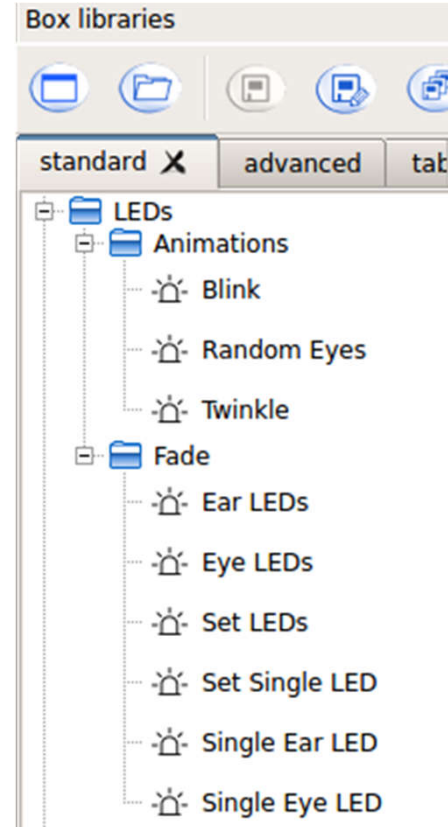 Box libraries
standard advanced tab
LEDs
Animations
Blink
Random Eyes
Twinkle
Fade
Ear LEDs
Eye LEDs
Set LEDs
Set Single LED
Single Ear LED
Single Eye LED